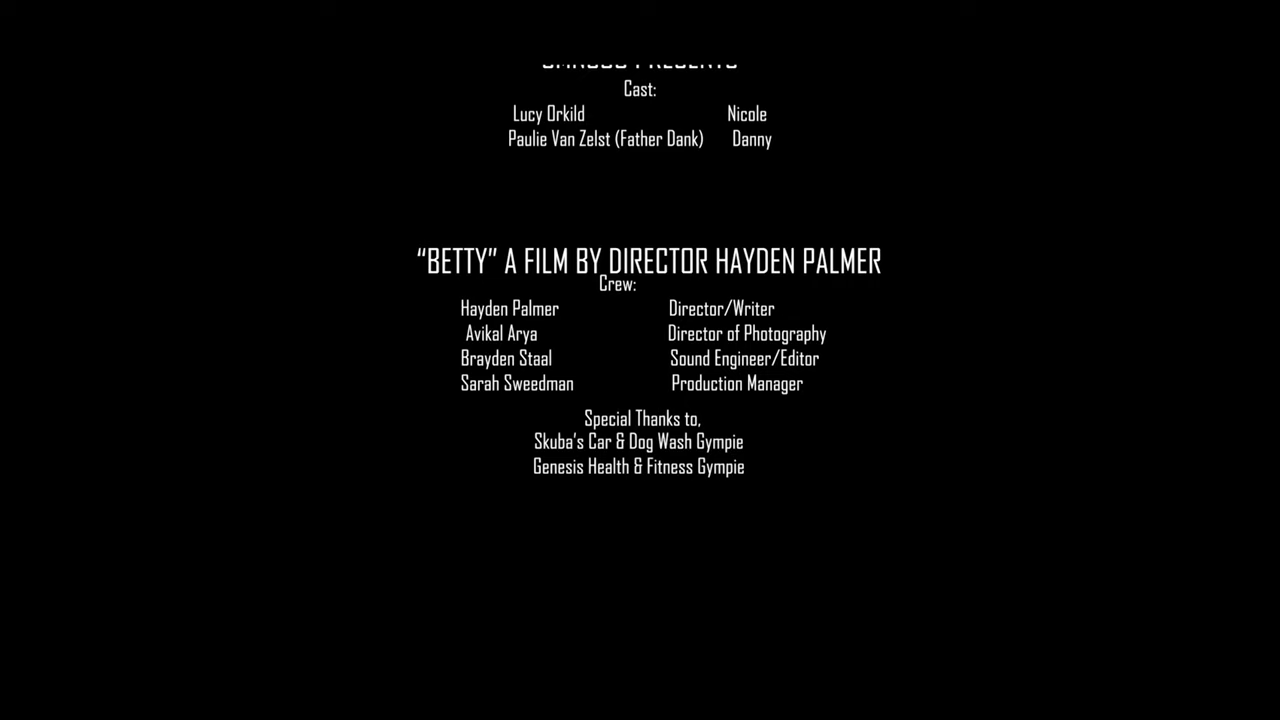 PRESENTS
Cast:
Lucy Orkild Nicole
Paulie Van Zelst (Father Dank) Danny
“BETTY” A FILM BY DIRECTOR HAYDEN PALMER
Crew:
Hayden Palmer Director/Writer
Avikal Arya Director of Photography
Brayden Staal Sound Engineer/Editor
Sarah Sweedman Production Manager
Special Thanks to,
Skuba's Car & Dog Wash Gympie
Genesis Health & Fitness Gympie